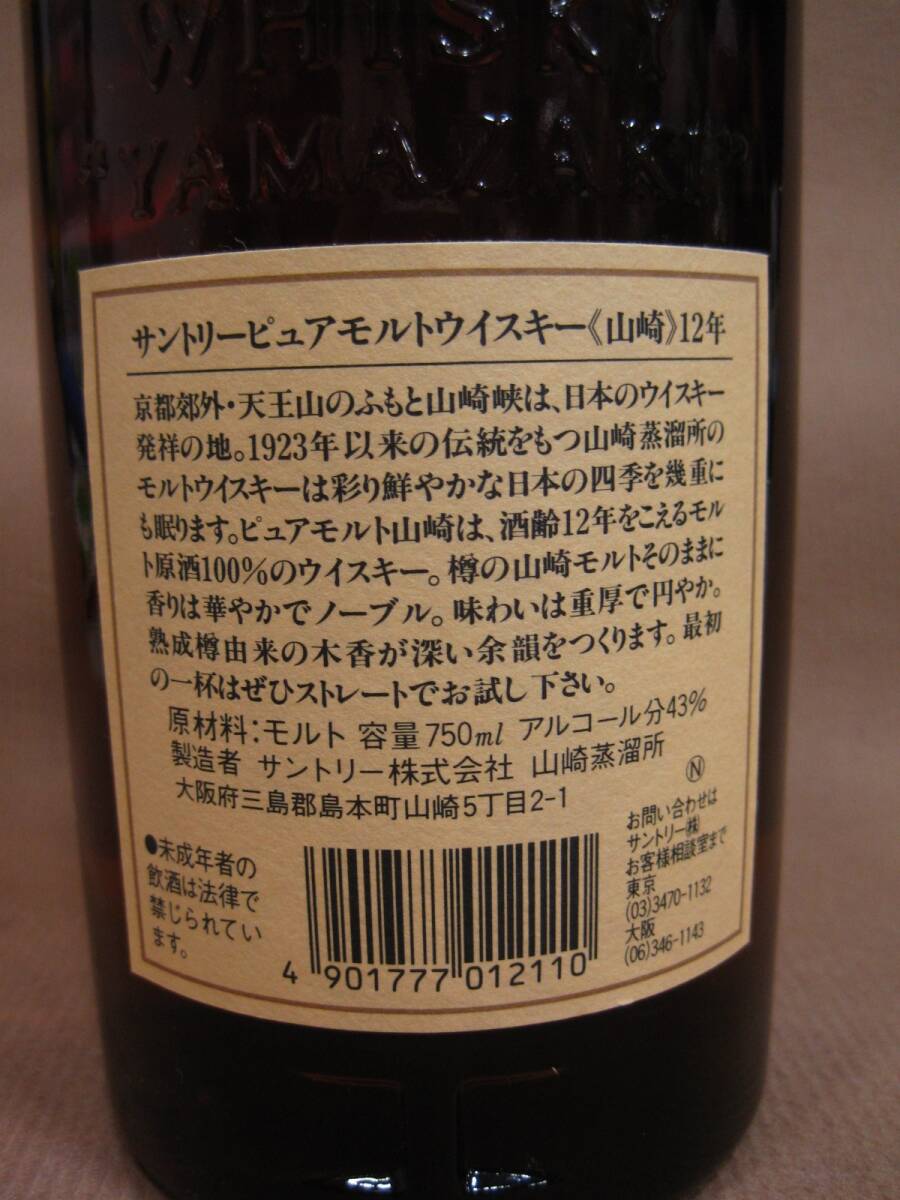 WHISKY
"YAMAZAKI"
サントリーピュアモルトウイスキー《山崎》12年
京都郊外・天王山のふもと山崎峡は、日本のウイスキー
発祥の地。1923年以来の伝統をもつ山崎蒸溜所の
モルトウイスキーは彩り鮮やかな日本の四季を幾重に
も眠ります。ピュアモルト山崎は、酒齢12年をこえるモル
ト原酒100%のウイスキー。樽の山崎モルトそのままに
香りは華やかでノーブル。味わいは重厚で円やか。
熟成樽由来の木香が深い余韻をつくります。最初
の一杯はぜひストレートでお試し下さい。
原材料:モルト 容量750ml アルコール分43%
製造者 サントリー株式会社 山崎蒸溜所
大阪府三島郡島本町山崎5丁目2-1
Ⓝ
●未成年者の
飲酒は法律で
禁じられてい
ます。
4 901777 012110
お問い合わせは
サントリー㈱
お客様相談室まで
東京
(03)3470-1132
大阪
(06)346-1143